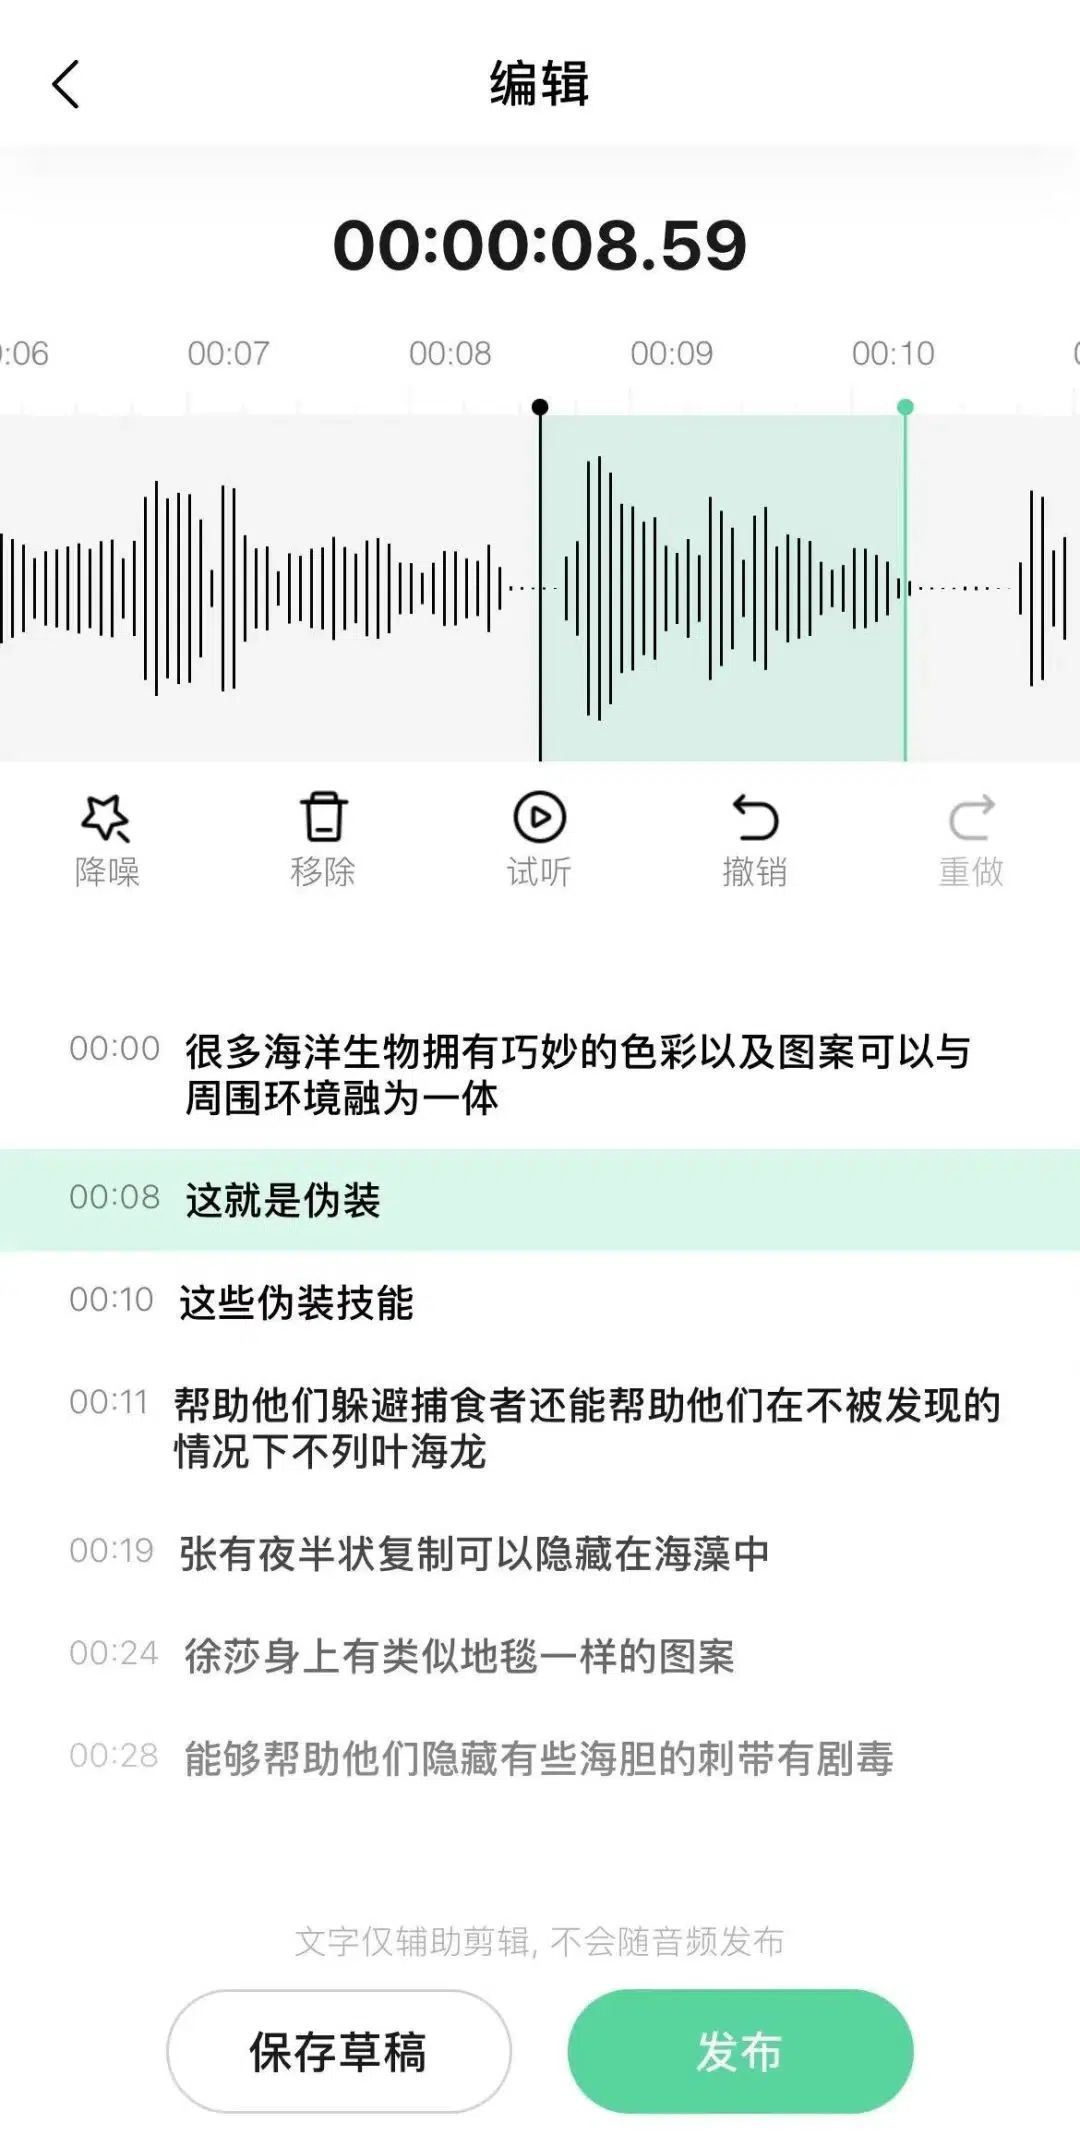 编辑
00:00:08.59
:06 00:07 00:08 00:09 00:10
降噪 移除 试听 撤销 重做
00:00 很多海洋生物拥有巧妙的色彩以及图案可以与
周围环境融为一体
00:08 这就是伪装
00:10 这些伪装技能
00:11 帮助他们躲避捕食者还能帮助他们在不被发现的
情况下不列叶海龙
00:19 张有夜半状复制可以隐藏在海藻中
00:24 徐莎身上有类似地毯一样的图案
00:28 能够帮助他们隐藏有些海胆的刺带有剧毒
文字仅辅助剪辑, 不会随音频发布
保存草稿 发布